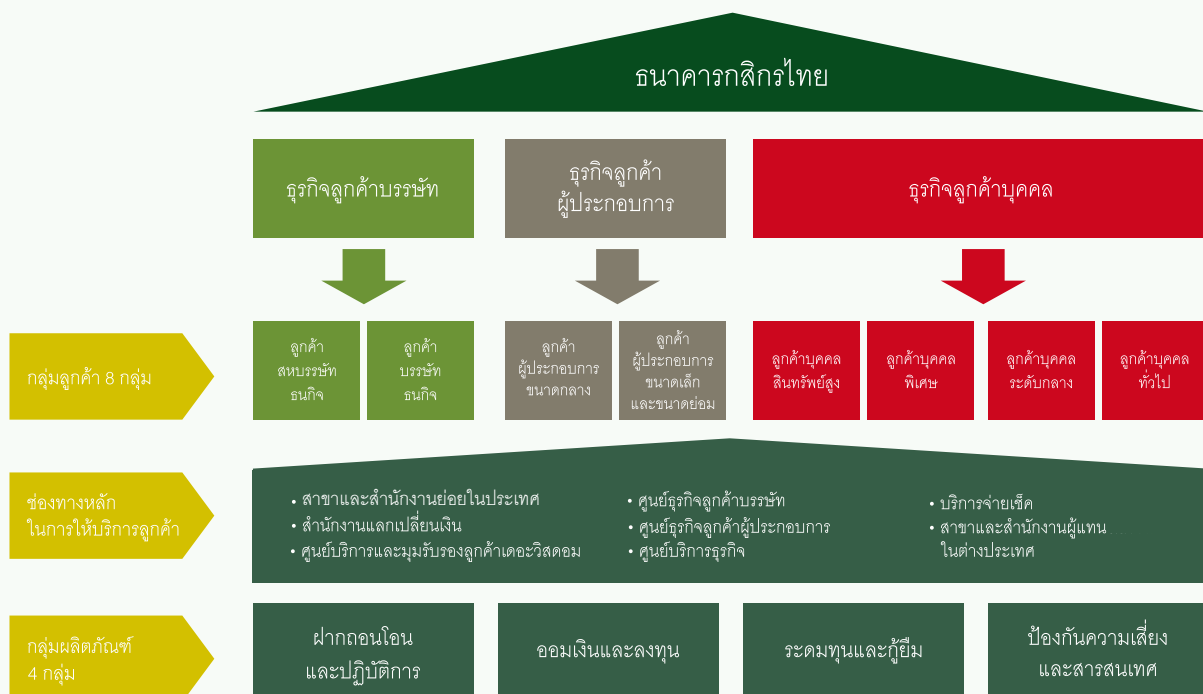 ธนาคารกสิกรไทย
ธุรกิจลูกค้าบรรษัท
ธุรกิจลูกค้า
ผู้ประกอบการ
ธุรกิจลูกค้าบุคคล
กลุ่มลูกค้า 8 กลุ่ม
ลูกค้า
สหบรรษัท
ธนกิจ
ลูกค้า
บรรษัท
ธนกิจ
ลูกค้า
ผู้ประกอบการ
ขนาดกลาง
ลูกค้า
ผู้ประกอบการ
ขนาดเล็ก
และขนาดย่อม
ลูกค้าบุคคล
สินทรัพย์สูง
ลูกค้าบุคคล
พิเศษ
ลูกค้าบุคคล
ระดับกลาง
ลูกค้าบุคคล
ทั่วไป
ช่องทางหลัก
ในการให้บริการลูกค้า
• สาขาและสำนักงานย่อยในประเทศ
• สำนักงานแลกเปลี่ยนเงิน
• ศูนย์บริการและมุมรับรองลูกค้าเดอะวิสดอม
• ศูนย์ธุรกิจลูกค้าบรรษัท
• ศูนย์ธุรกิจลูกค้าผู้ประกอบการ
• ศูนย์บริการธุรกิจ
• บริการจ่ายเช็ค
• สาขาและสำนักงานผู้แทน
ในต่างประเทศ
กลุ่มผลิตภัณฑ์
4 กลุ่ม
ฝากถอนโอน
และปฏิบัติการ
ออมเงินและลงทุน
ระดมทุนและกู้ยืม
ป้องกันความเสี่ยง
และสารสนเทศ